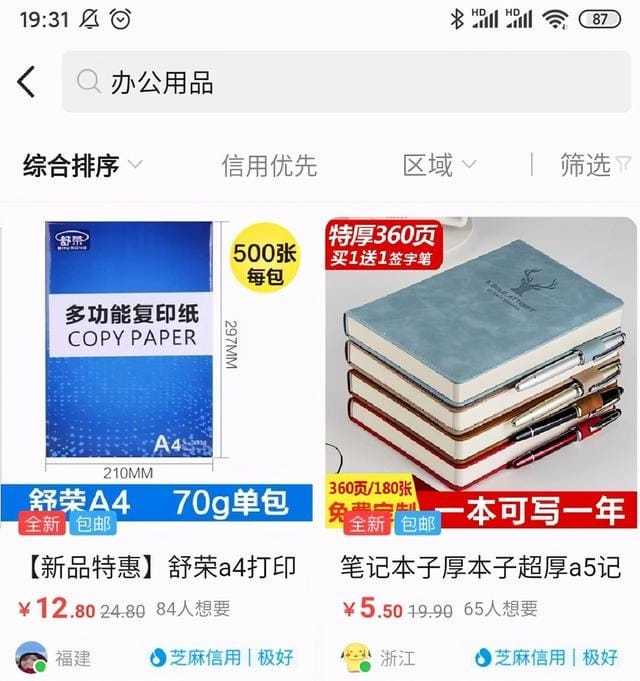 19:31
HD
HD
87
办公用品
综合排序
信用优先
区域
筛选
舒荣
500张
每包
多功能复印纸
COPY PAPER
297MM
A4
210MM
舒荣A4 70g单包
全新
包邮
【新品特惠】舒荣a4打印
¥12.80 24.80 84人想要
福建
芝麻信用 | 极好
特厚360页
买1送1签字笔
360页/180张
免费定制
一本可写一年
全新
包邮
笔记本子厚本子超厚a5记
¥5.50 19.90 65人想要
浙江
芝麻信用 | 极好